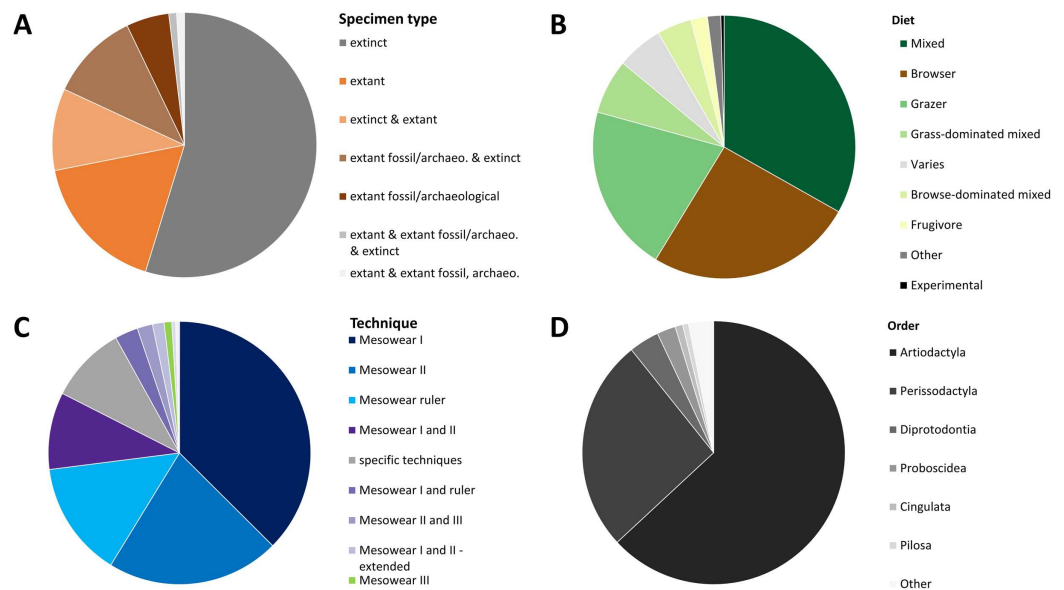 A
Specimen type
extinct
extant
extinct & extant
extant fossil/archaeo. & extinct
extant fossil/archaeological
extant & extant fossil/archaeo.
& extinct
extant & extant fossil, archaeo.
B
Diet
Mixed
Browser
Grazer
Grass-dominated mixed
Varies
Browse-dominated mixed
Frugivore
Other
Experimental
C
Technique
Mesowear I
Mesowear II
Mesowear ruler
Mesowear I and II
specific techniques
Mesowear I and ruler
Mesowear II and III
Mesowear I and II -
extended
Mesowear III
D
Order
Artiodactyla
Perissodactyla
Diprotodontia
Proboscidea
Cingulata
Pilosa
Other